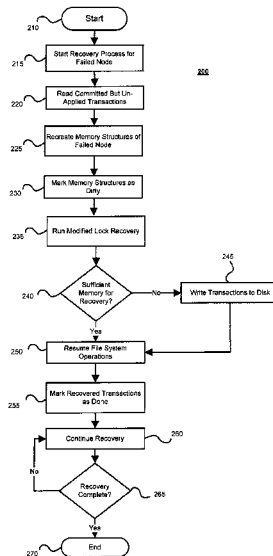 210
Start
215
Start Recovery Process for
Failed Node
200
220
Read Committed But Un-
Applied Transactions
225
Recreate Memory Structures of
Failed Node
230
Mark Memory Structures as
Dirty
235
Run Modified Lock Recovery
240
Sufficient
Memory for
Recovery?
No
245
Write Transactions to Disk
Yes
250
Resume File System
Operations
255
Mark Recovered Transactions
as Done
No
Continue Recovery
260
Recovery
Complete?
265
Yes
270
End